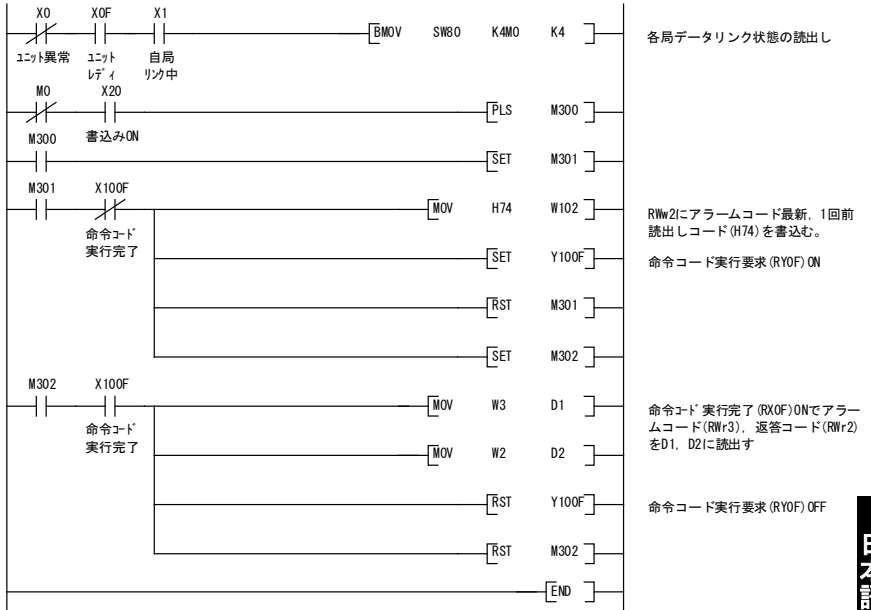 X0 X0F X1
BMOV SW80 K4M0 K4
各局データリンク状態の読出し
ﾕﾆｯﾄ異常 ﾕﾆｯﾄ 自局
ﾚﾃﾞｨ ﾘﾝｸ中
M0 X20
PLS M300
書込みON
M300
SET M301
M301 X100F
MOV H74 W102
RWw2にアラームコード最新, 1回前
読出しコード(H74)を書込む。
命令ｺｰﾄﾞ
実行完了
SET Y100F
命令コード実行要求(RY0F)ON
RST M301
SET M302
M302 X100F
MOV W3 D1
命令ｺｰﾄﾞ実行完了(RX0F)ONでアラー
ムコード(RWr3), 返答コード(RWr2)
をD1, D2に読出す
命令ｺｰﾄﾞ
実行完了
MOV W2 D2
RST Y100F
命令コード実行要求(RY0F)OFF
RST M302
END
日本語